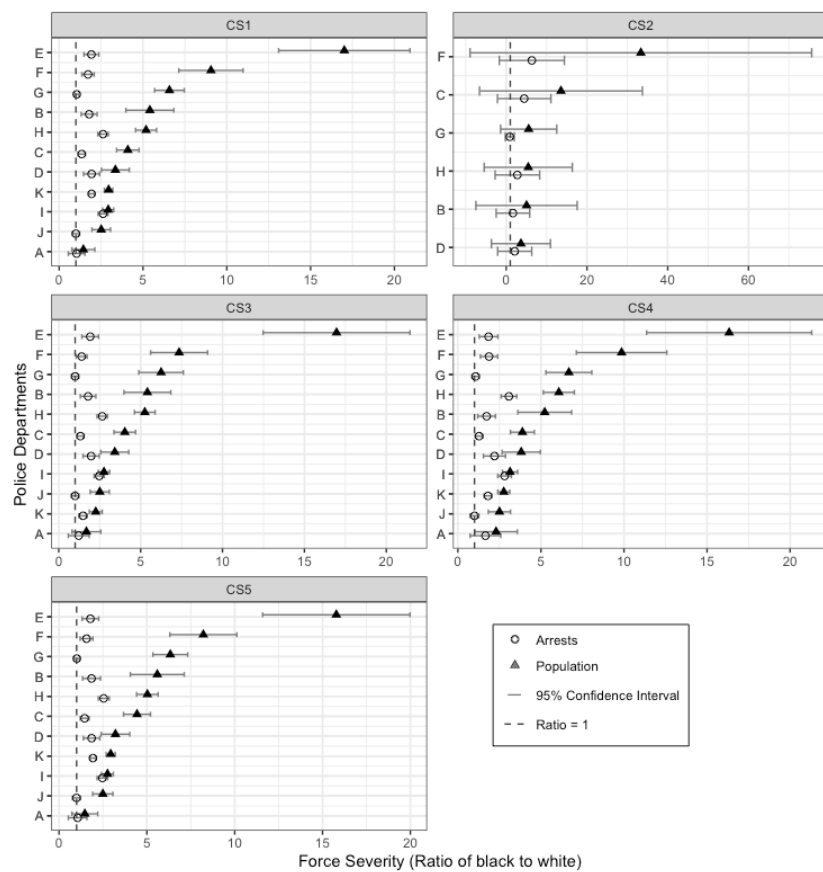 CS1
CS2
E
F
G
B
H
C
D
K
I
J
A
0
5
10
15
20
F
C
G
H
B
D
0
20
40
60
CS3
CS4
E
F
G
B
H
C
D
I
J
K
A
0
5
10
15
20
E
F
G
H
B
C
D
I
K
J
A
0
5
10
15
20
Police Departments
CS5
E
F
G
B
H
C
D
K
I
J
A
0
5
10
15
20
Arrests
Population
95% Confidence Interval
Ratio = 1
Force Severity (Ratio of black to white)